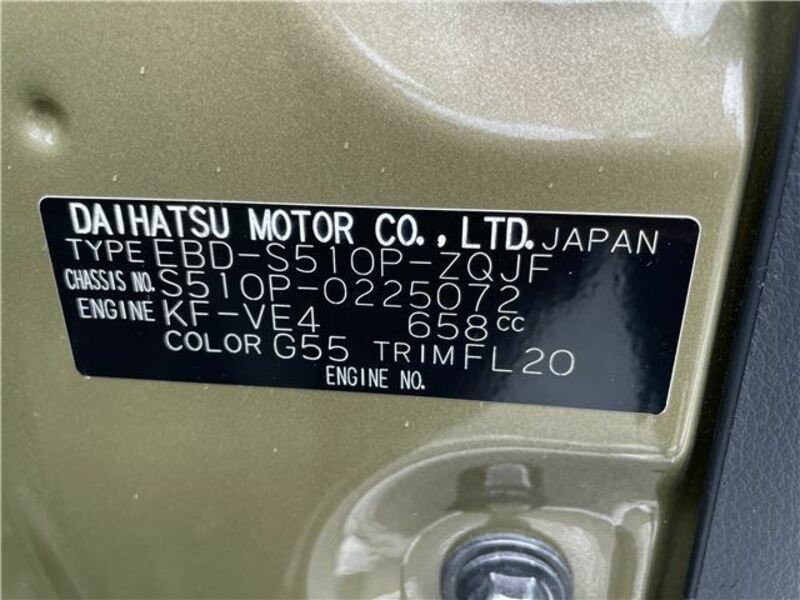 DAIHATSU MOTOR CO., LTD. JAPAN
TYPE EBD-S510P-ZQJF
CHASSIS NO. S510P-0225072
ENGINE KF-VE4 658cc
COLOR G55 TRIM FL20
ENGINE NO.